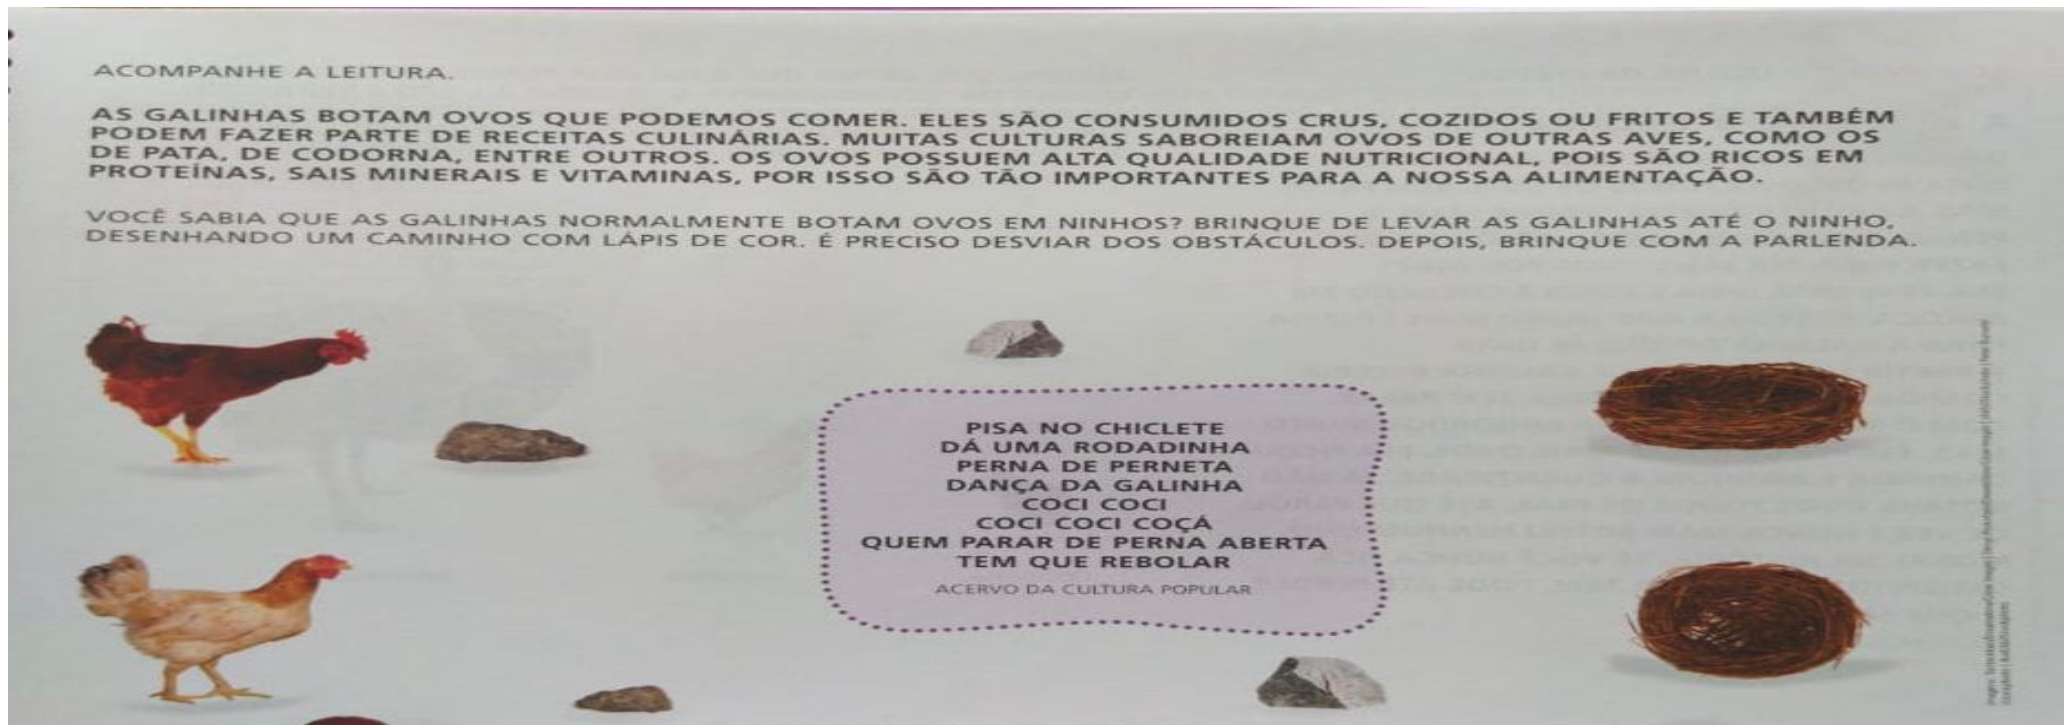 ACOMPANHE A LEITURA.
AS GALINHAS BOTAM OVOS QUE PODEMOS COMER. ELES SÃO CONSUMIDOS CRUS, COZIDOS OU FRITOS E TAMBÉM
PODEM FAZER PARTE DE RECEITAS CULINÁRIAS. MUITAS CULTURAS SABOREIAM OVOS DE OUTRAS AVES, COMO OS
DE PATA, DE CODORNA, ENTRE OUTROS. OS OVOS POSSUEM ALTA QUALIDADE NUTRICIONAL, POIS SÃO RICOS EM
PROTEÍNAS, SAIS MINERAIS E VITAMINAS, POR ISSO SÃO TÃO IMPORTANTES PARA A NOSSA ALIMENTAÇÃO.
VOCÊ SABIA QUE AS GALINHAS NORMALMENTE BOTAM OVOS EM NINHOS? BRINQUE DE LEVAR AS GALINHAS ATÉ O NINHO,
DESENHANDO UM CAMINHO COM LÁPIS DE COR. É PRECISO DESVIAR DOS OBSTÁCULOS. DEPOIS, BRINQUE COM A PARLENDA.
PISA NO CHICLETE
DÁ UMA RODADINHA
PERNA DE PERNETA
DANÇA DA GALINHA
COCI COCI
COCI COCI COÇÁ
QUEM PARAR DE PERNA ABERTA
TEM QUE REBOLAR
ACERVO DA CULTURA POPULAR